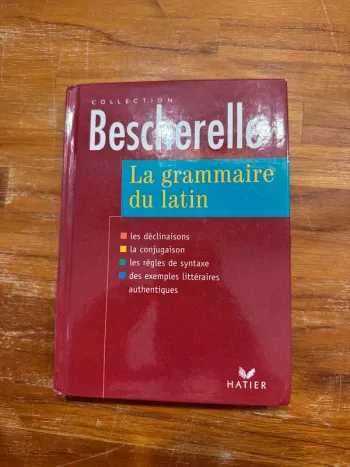 COLLECTION
Bescherelle
La grammaire
du latin
les déclinaisons
la conjugaison
les règles de syntaxe
des exemples littéraires
authentiques
HATIER